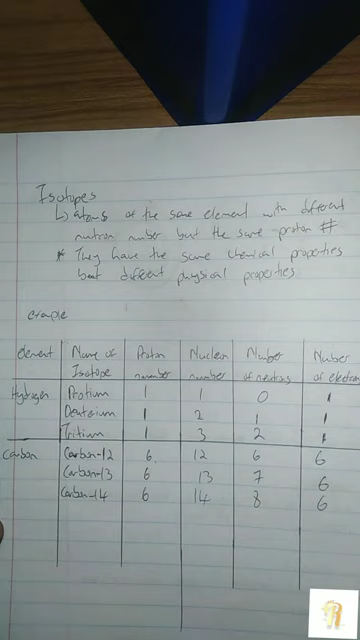 Isotopes
↳ atoms of the same element with different
nutron number but the same proton #
* They have the same chemical properties
but different physical properties
example
element Name of Isotope Proton number Nucleon number Number of neutrons Number of electron
Hydrogen Protium 1 1 0 1
Deuterium 1 2 1 1
Tritium 1 3 2 1
Carbon Carbon-12 6 12 6 6
Carbon-13 6 13 7 6
Carbon-14 6 14 8 6